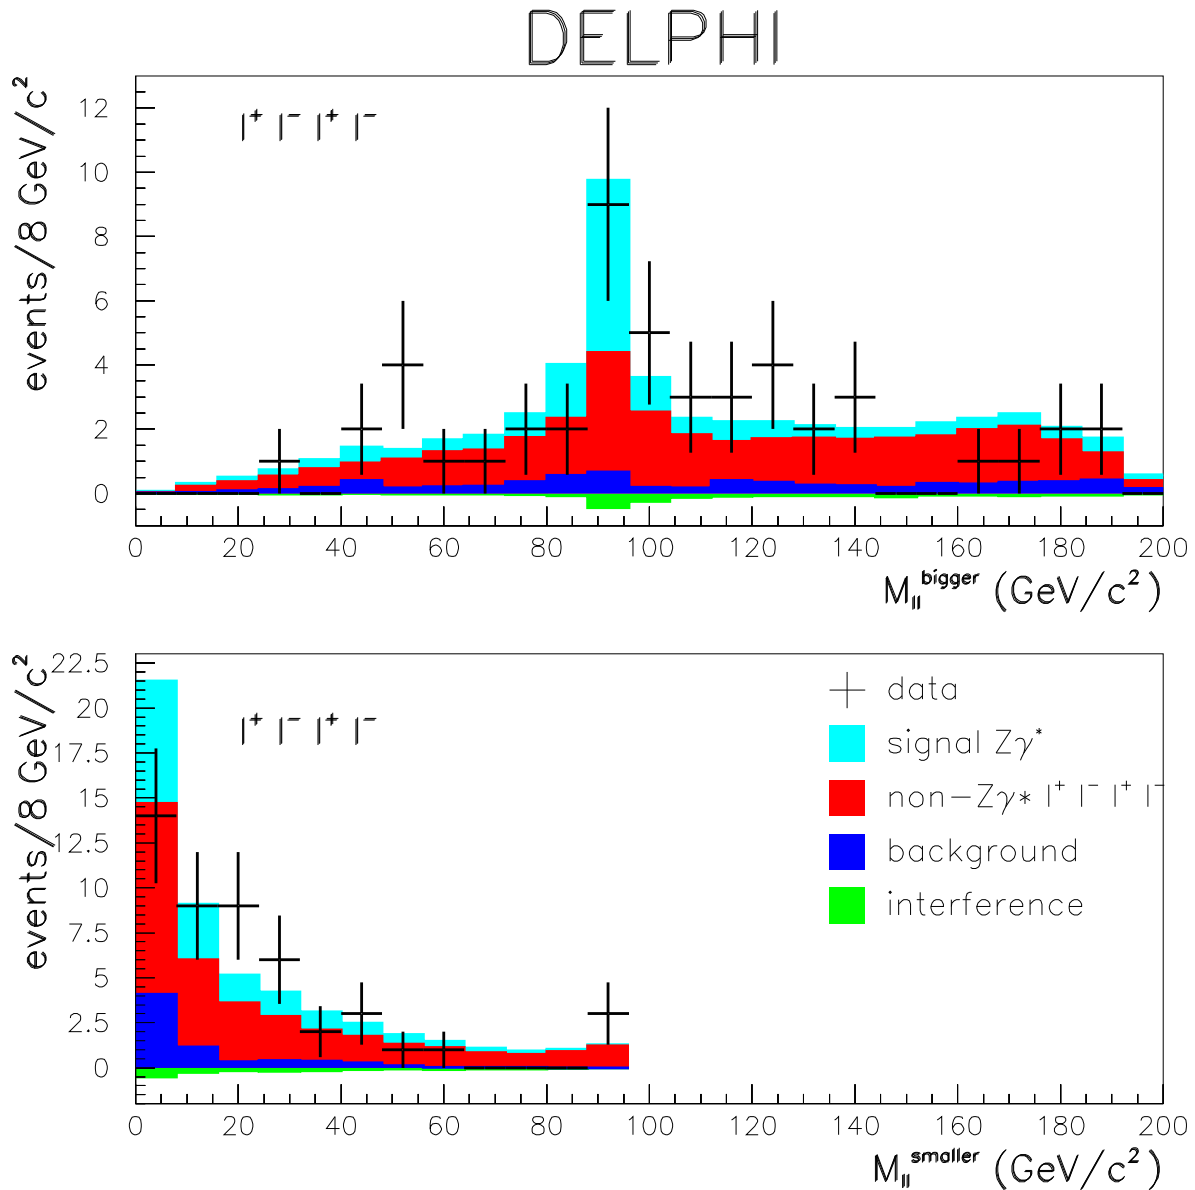 DELPHI
events/8 GeV/c²
l⁺ l⁻ l⁺ l⁻
12
10
8
6
4
2
0
0 20 40 60 80 100 120 140 160 180 200
M_ll^bigger (GeV/c²)
events/8 GeV/c²
l⁺ l⁻ l⁺ l⁻
22.5
20
17.5
15
12.5
10
7.5
5
2.5
0
data
signal Zγ*
non−Zγ* l⁺ l⁻ l⁺ l⁻
background
interference
0 20 40 60 80 100 120 140 160 180 200
M_ll^smaller (GeV/c²)